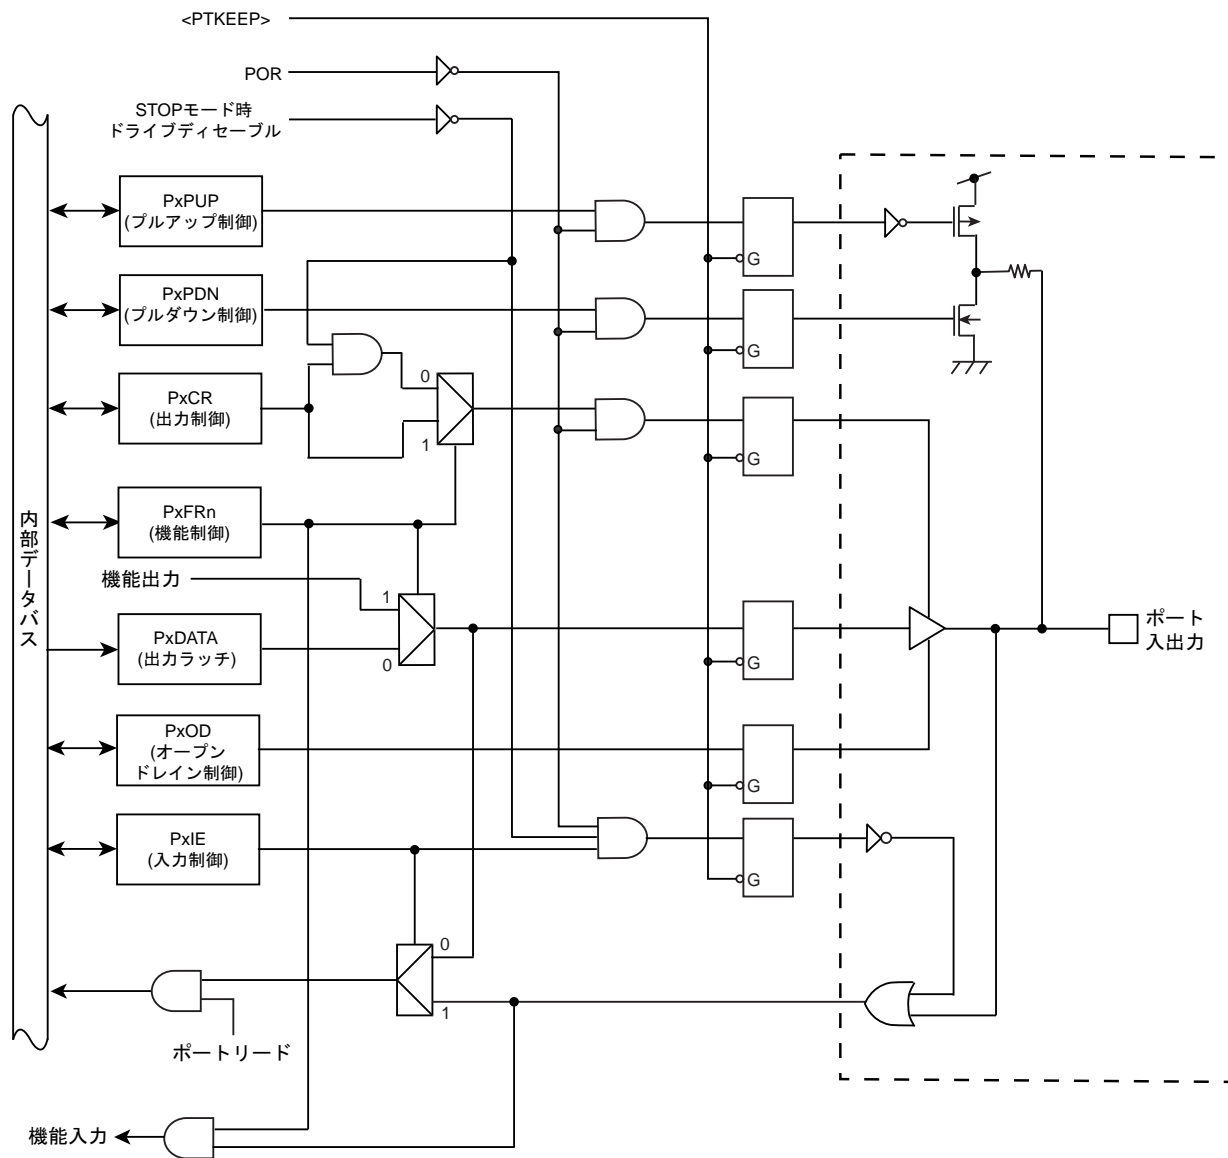 <PTKEEP>
POR
STOPモード時
ドライブディセーブル
PxPUP
(プルアップ制御)
G
PxPDN
(プルダウン制御)
G
0
PxCR
(出力制御)
1
G
内部データバス
PxFRn
(機能制御)
機能出力
1
PxDATA
(出力ラッチ)
0
G
ポート
入出力
PxOD
(オープン
ドレイン制御)
G
PxIE
(入力制御)
G
0
1
ポートリード
機能入力